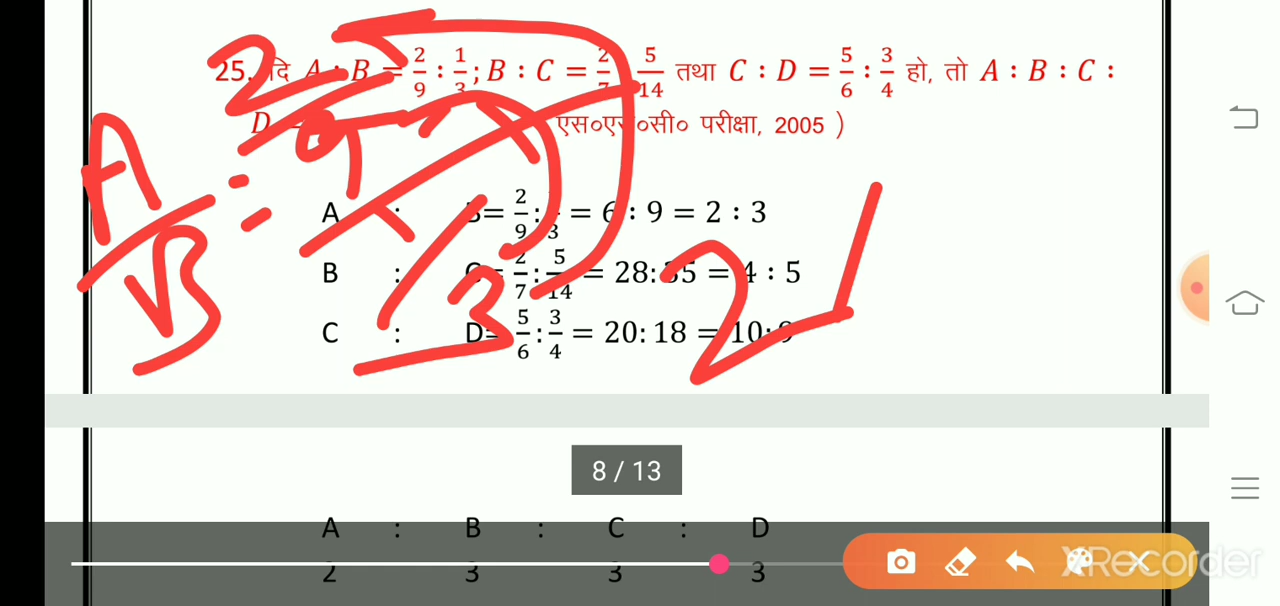 25. दि A : B = 2/9 : 1/3 ; B : C = 2/7 5/14 तथा C : D = 5/6 : 3/4 हो, तो A : B : C :
D एस०एस०सी० परीक्षा, 2005 )
A/B = 2
A : B= 2/9 : 1/3 = 6 : 9 = 2 : 3
B : C= 2/7 : 5/14 = 28: 35 = 4 : 5
C : D= 5/6 : 3/4 = 20: 18 = 10: 9
8 / 13
A : B : C : D
2 3 3 3
XRecorder